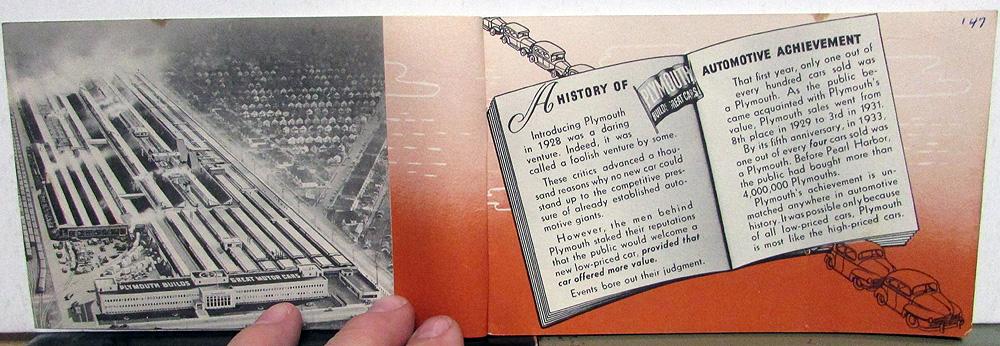 PLYMOUTH BUILDS GREAT MOTOR CARS
'47
A HISTORY OF
PLYMOUTH
BUILDS GREAT CARS
AUTOMOTIVE ACHIEVEMENT
Introducing Plymouth
in 1928 was a daring
venture. Indeed, it was
called a foolish venture by some.
These critics advanced a thou-
sand reasons why no new car could
stand up to the competitive pres-
sure of already established auto-
motive giants.
However, the men behind
Plymouth staked their reputations
that the public would welcome a
new low-priced car, provided that
car offered more value.
Events bore out their judgment.
That first year, only one out of
every hundred cars sold was
a Plymouth. As the public be-
came acquainted with Plymouth's
value, Plymouth sales went from
8th place in 1929 to 3rd in 1931.
By its fifth anniversary, in 1933,
one out of every four cars sold was
a Plymouth. Before Pearl Harbor,
the public had bought more than
4,000,000 Plymouths.
Plymouth's achievement is un-
matched anywhere in automotive
history. It was possible only because
of all low-priced cars, Plymouth
is most like the high-priced cars.